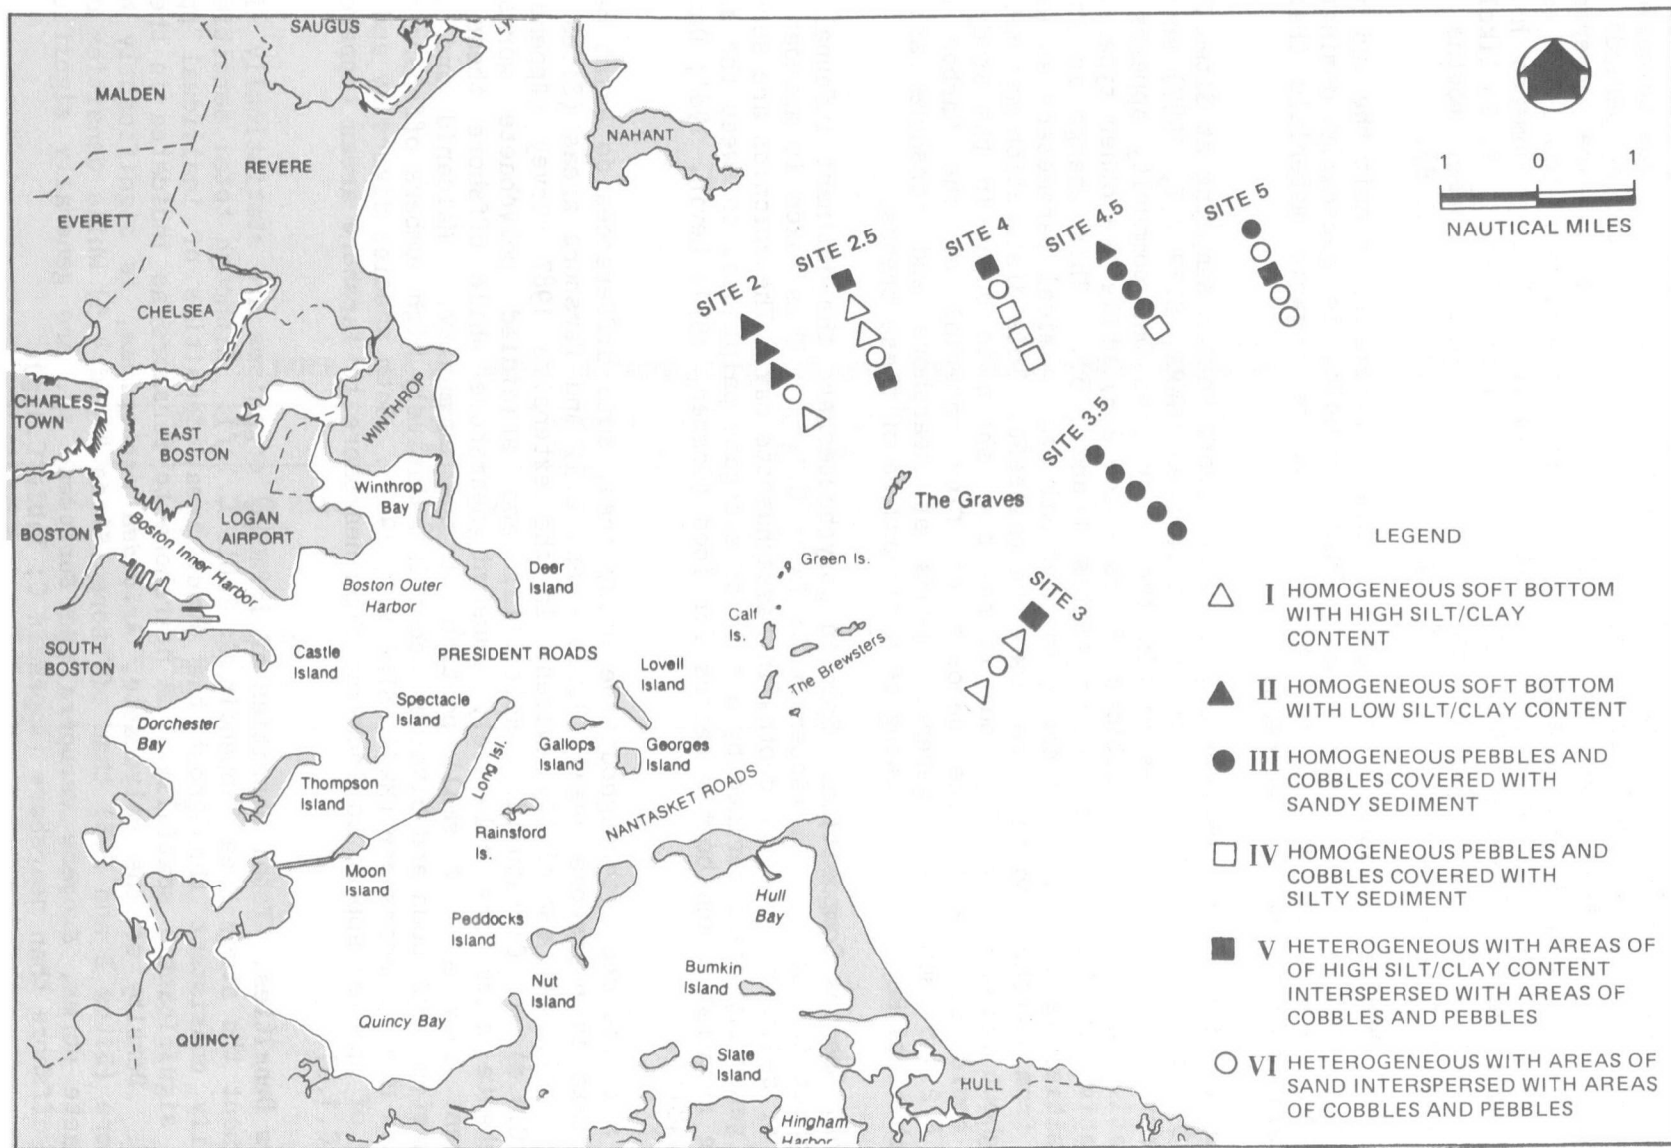 SAUGUS
LY
MALDEN
NAHANT
REVERE
EVERETT
CHELSEA
WINTHROP
CHARLES
TOWN
EAST
BOSTON
Winthrop
Bay
LOGAN
AIRPORT
BOSTON
Boston Inner Harbor
Boston Outer
Harbor
Deer
Island
SOUTH
BOSTON
Castle
Island
PRESIDENT ROADS
Spectacle
Island
Lovell
Island
Dorchester
Bay
Gallops
Island
Georges
Island
Long Isl.
Thompson
Island
Rainsford
Is.
NANTASKET ROADS
Moon
Island
Peddocks
Island
Hull
Bay
Nut
Island
Bumkin
Island
Quincy Bay
QUINCY
Slate
Island
HULL
Hingham
Harbor
Green Is.
Calf
Is.
The Brewsters
The Graves
SITE 2
SITE 2.5
SITE 4
SITE 4.5
SITE 5
SITE 3.5
SITE 3
1 0 1
NAUTICAL MILES
LEGEND
I HOMOGENEOUS SOFT BOTTOM
WITH HIGH SILT/CLAY
CONTENT
II HOMOGENEOUS SOFT BOTTOM
WITH LOW SILT/CLAY CONTENT
III HOMOGENEOUS PEBBLES AND
COBBLES COVERED WITH
SANDY SEDIMENT
IV HOMOGENEOUS PEBBLES AND
COBBLES COVERED WITH
SILTY SEDIMENT
V HETEROGENEOUS WITH AREAS OF
OF HIGH SILT/CLAY CONTENT
INTERSPERSED WITH AREAS OF
COBBLES AND PEBBLES
VI HETEROGENEOUS WITH AREAS OF
SAND INTERSPERSED WITH AREAS
OF COBBLES AND PEBBLES